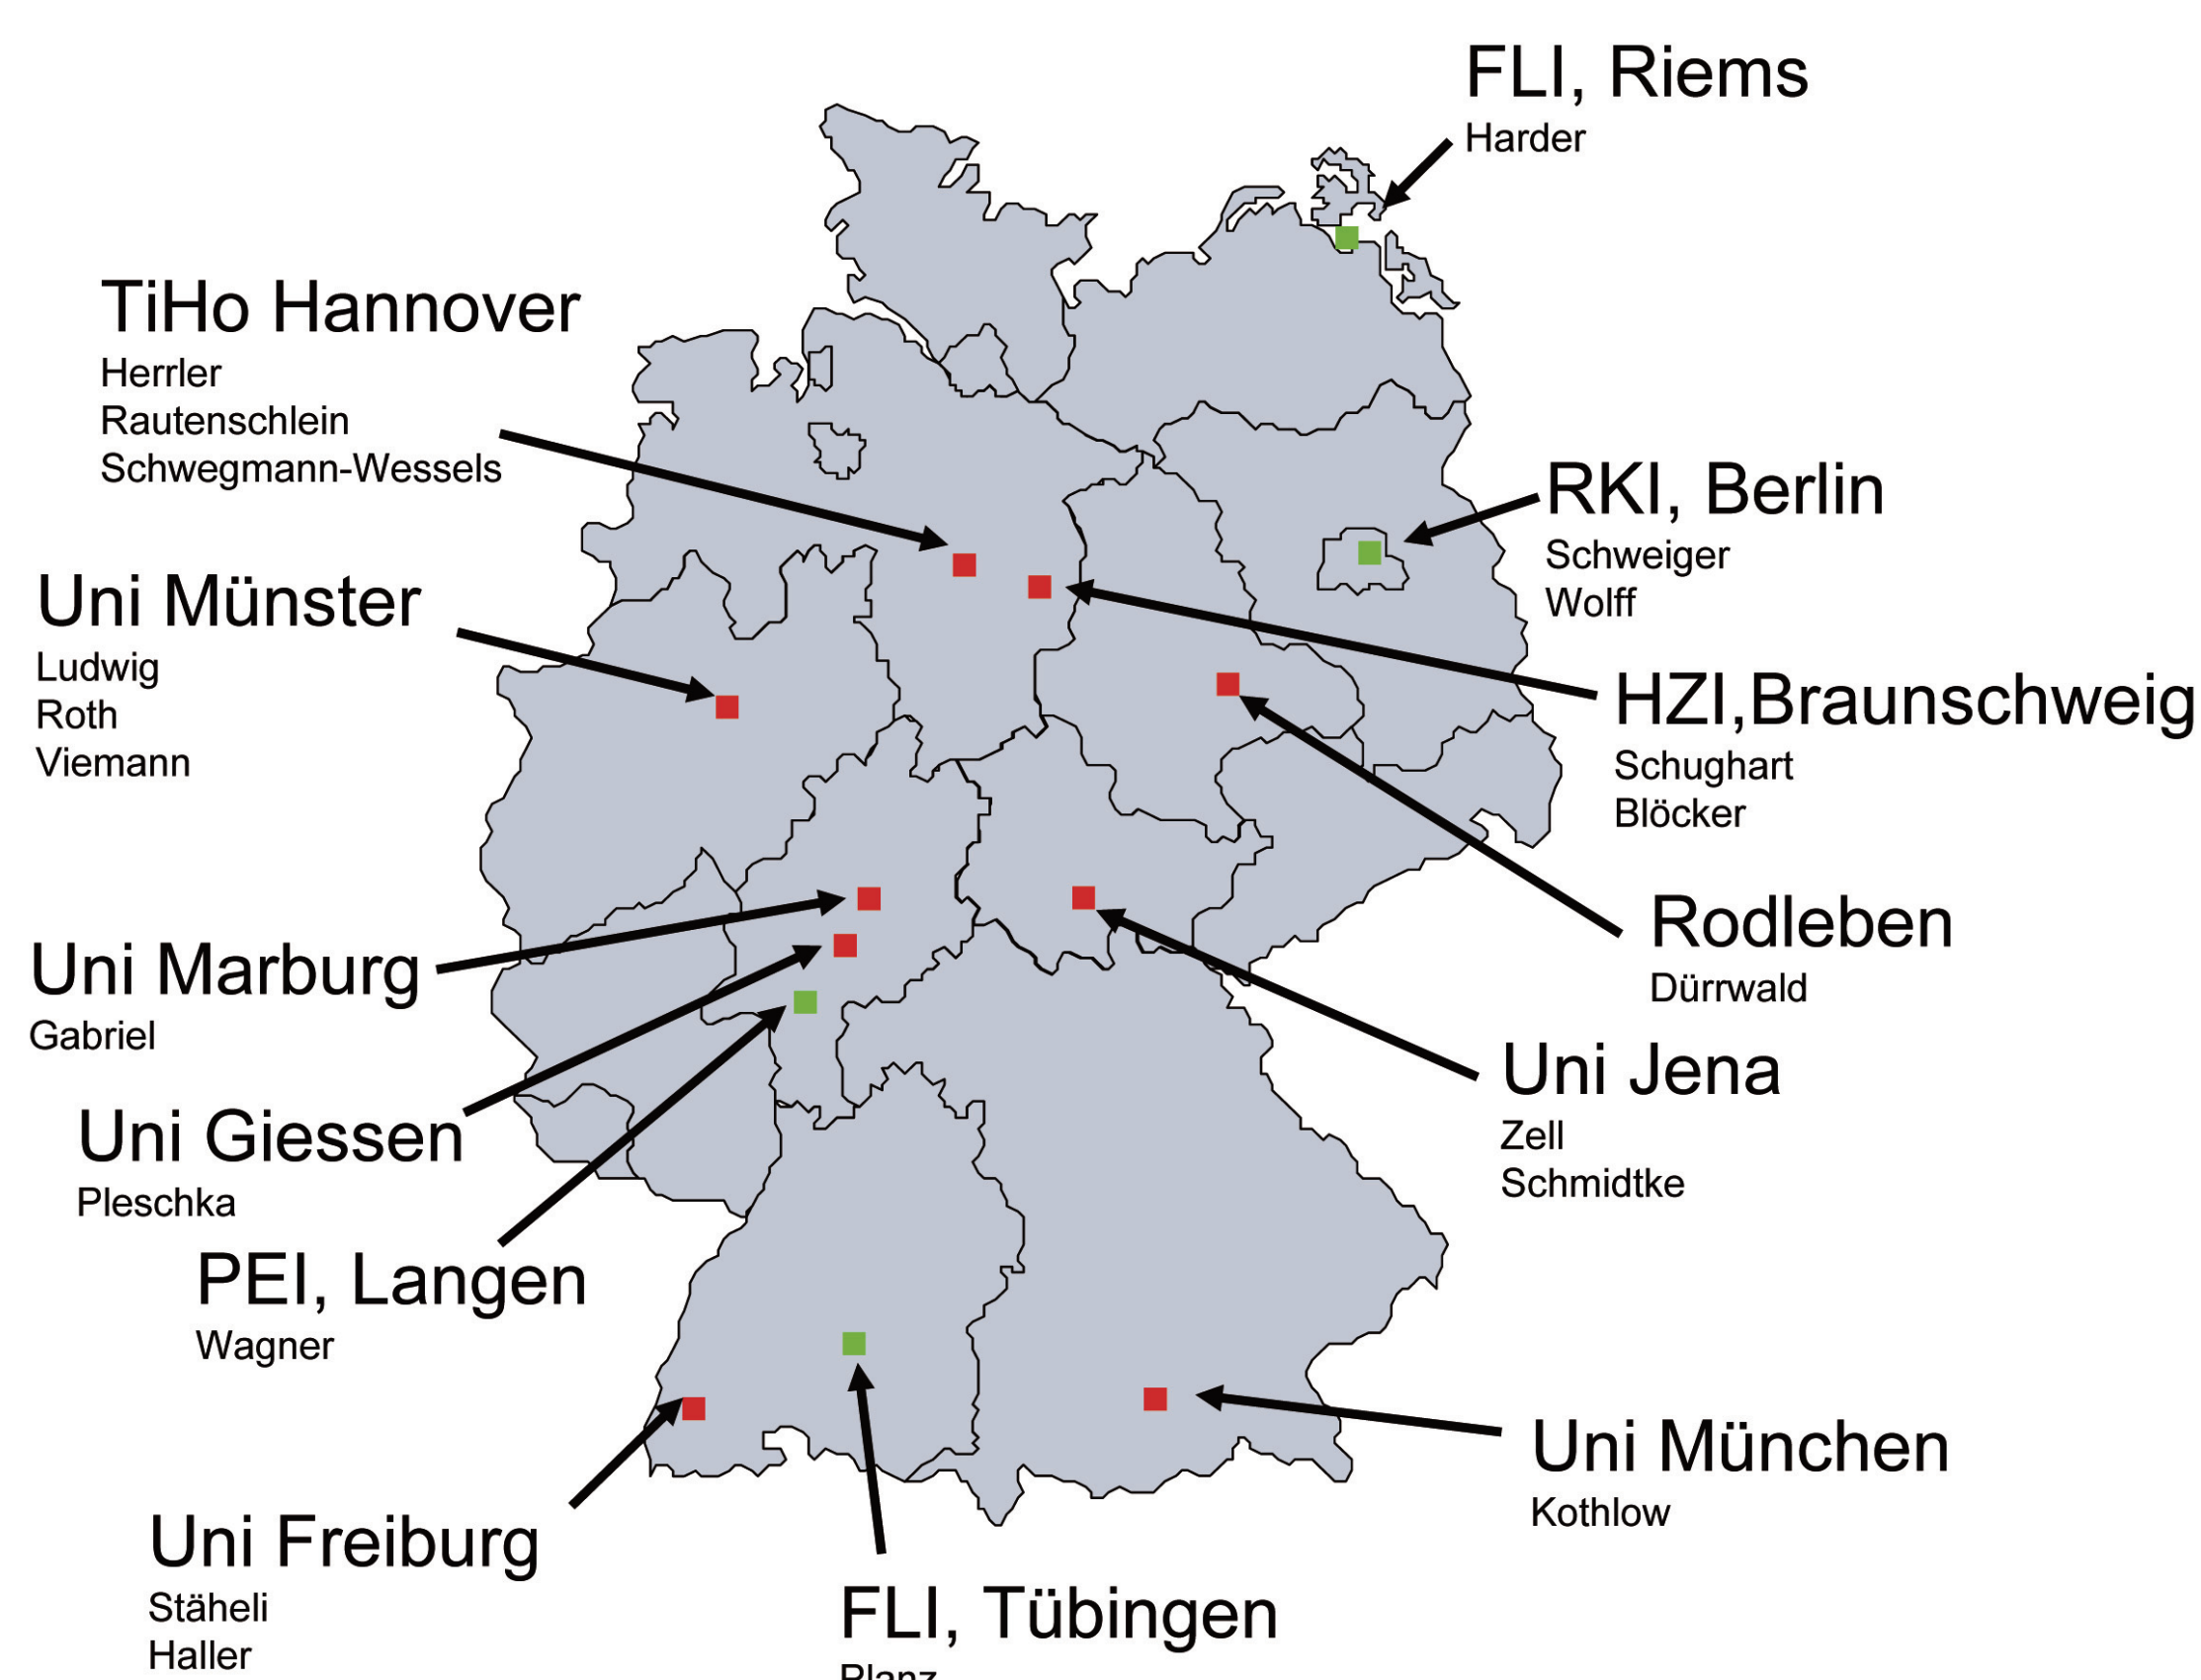 FLI, Riems
Harder
TiHo Hannover
Herrler
Rautenschlein
Schwegmann-Wessels
RKI, Berlin
Schweiger
Wolff
Uni Münster
Ludwig
Roth
Viemann
HZI,Braunschweig
Schughart
Blöcker
Rodleben
Dürrwald
Uni Marburg
Gabriel
Uni Jena
Zell
Schmidtke
Uni Giessen
Pleschka
PEI, Langen
Wagner
Uni München
Kothlow
Uni Freiburg
Stäheli
Haller
FLI, Tübingen
Planz